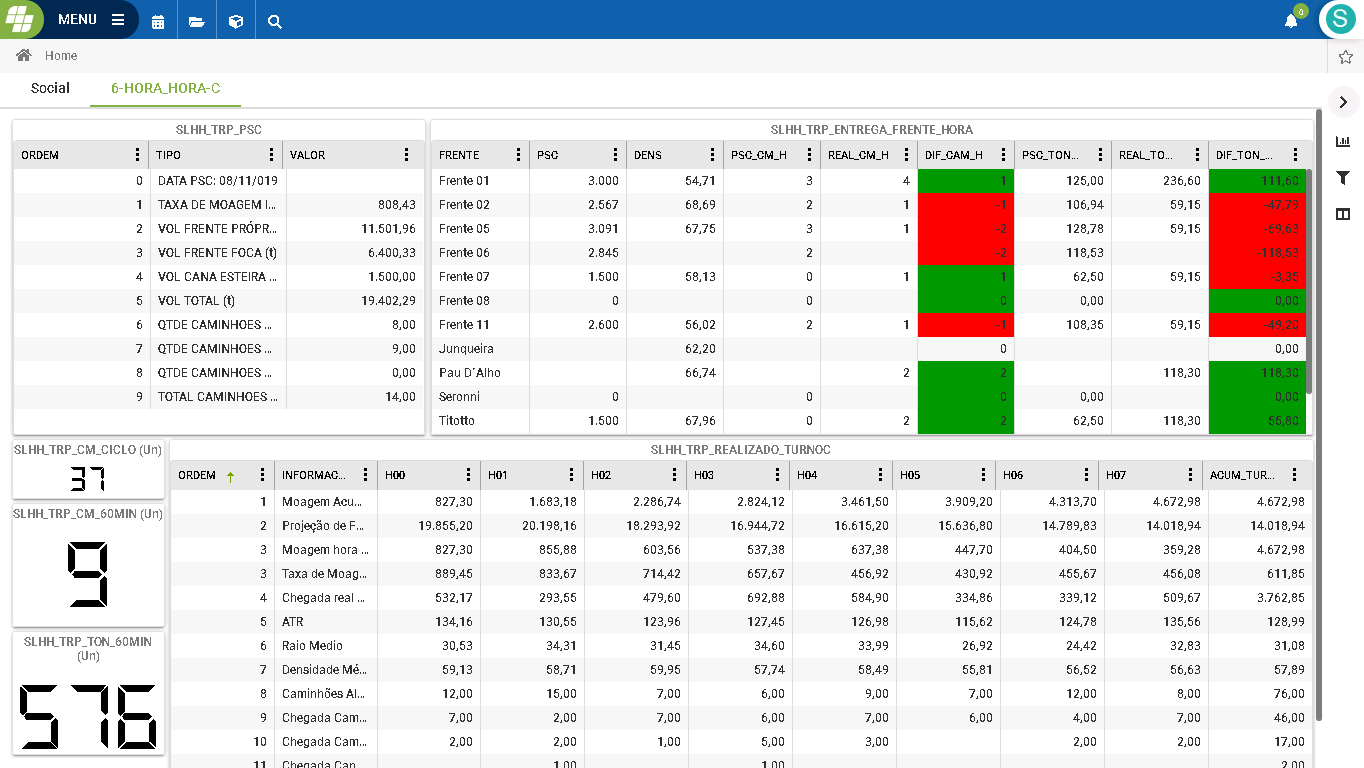 MENU
0
S
Home
Social 6-HORA_HORA-C
SLHH_TRP_PSC
ORDEM TIPO VALOR
0 DATA PSC: 08/11/019
1 TAXA DE MOAGEM I... 808,43
2 VOL FRENTE PRÓPR... 11.501,96
3 VOL FRENTE FOCA (t) 6.400,33
4 VOL CANA ESTEIRA ... 1.500,00
5 VOL TOTAL (t) 19.402,29
6 QTDE CAMINHOES ... 8,00
7 QTDE CAMINHOES ... 9,00
8 QTDE CAMINHOES ... 0,00
9 TOTAL CAMINHOES ... 14,00
SLHH_TRP_ENTREGA_FRENTE_HORA
FRENTE PSC DENS PSC_CM_H REAL_CM_H DIF_CAM_H PSC_TON... REAL_TO... DIF_TON_...
Frente 01 3.000 54,71 3 4 1 125,00 236,60 111,60
Frente 02 2.567 68,69 2 1 -1 106,94 59,15 -47,79
Frente 05 3.091 67,75 3 1 -2 128,78 59,15 -69,63
Frente 06 2.845 2 -2 118,53 -118,53
Frente 07 1.500 58,13 0 1 1 62,50 59,15 -3,35
Frente 08 0 0 0 0,00 0,00
Frente 11 2.600 56,02 2 1 -1 108,35 59,15 -49,20
Junqueira 62,20 0 0,00
Pau D´Alho 66,74 2 2 118,30 118,30
Seronni 0 0 0 0,00 0,00
Titotto 1.500 67,96 0 2 2 62,50 118,30 55,80
SLHH_TRP_CM_CICLO (Un)
37
SLHH_TRP_CM_60MIN (Un)
9
SLHH_TRP_TON_60MIN
(Un)
576
SLHH_TRP_REALIZADO_TURNOC
ORDEM INFORMAC... H00 H01 H02 H03 H04 H05 H06 H07 ACUM_TUR...
1 Moagem Acu... 827,30 1.683,18 2.286,74 2.824,12 3.461,50 3.909,20 4.313,70 4.672,98 4.672,98
2 Projeção de F... 19.855,20 20.198,16 18.293,92 16.944,72 16.615,20 15.636,80 14.789,83 14.018,94 14.018,94
3 Moagem hora ... 827,30 855,88 603,56 537,38 637,38 447,70 404,50 359,28 4.672,98
3 Taxa de Moag... 889,45 833,67 714,42 657,67 456,92 430,92 455,67 456,08 611,85
4 Chegada real ... 532,17 293,55 479,60 692,88 584,90 334,86 339,12 509,67 3.762,85
5 ATR 134,16 130,55 123,96 127,45 126,98 115,62 124,78 135,56 128,99
6 Raio Medio 30,53 34,31 31,45 34,60 33,99 26,92 24,42 32,83 31,08
7 Densidade Mé... 59,13 58,71 59,95 57,74 58,49 55,81 56,52 56,63 57,89
8 Caminhões Al... 12,00 15,00 7,00 6,00 9,00 7,00 12,00 8,00 76,00
9 Chegada Cam... 7,00 2,00 7,00 6,00 7,00 6,00 4,00 7,00 46,00
10 Chegada Cam... 2,00 2,00 1,00 5,00 3,00 2,00 2,00 17,00
11 Chegada Can... 1,00 1,00 2,00